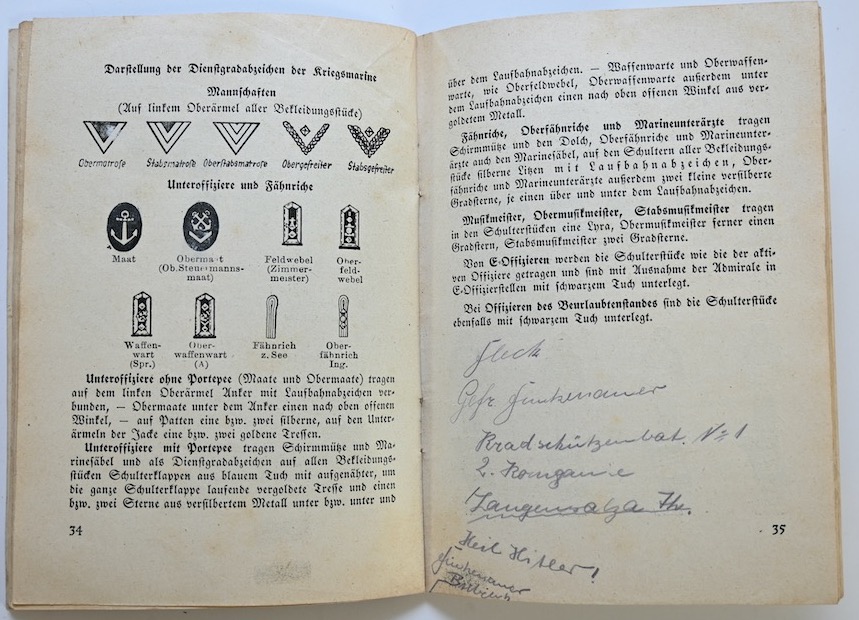 Darstellung der Dienstgradabzeichen der Kriegsmarine
Mannschaften
(Auf linkem Oberärmel aller Bekleidungsstücke)
Obermatrose Stabsmatrose Oberstabsmatrose Obergefreiter Stabsgefreiter
Unteroffiziere und Fähnriche
Maat Obermaat Feldwebel Ober-
(Ob.Steuermanns- (Zimmer- feld-
maat) meister) webel
Waffen- Ober- Fähnrich Ober-
wart waffenwart z. See fähnrich
(Spr.) (A) Ing.
Unteroffiziere ohne Portepee (Maate und Obermaate) tragen
auf dem linken Oberärmel Anker mit Laufbahnabzeichen ver-
bunden, — Obermaate unter dem Anker einen nach oben offenen
Winkel, — auf Patten eine bzw. zwei silberne, auf den Unter-
ärmeln der Jacke eine bzw. zwei goldene Tressen.
Unteroffiziere mit Portepee tragen Schirmmütze und Ma-
rinesäbel und als Dienstgradabzeichen auf allen Bekleidungs-
stücken Schulterklappen aus blauem Tuch mit aufgenähter, um
die ganze Schulterklappe laufende vergoldete Tresse und einen
bzw. zwei Sterne aus versilbertem Metall unter bzw. unter und
34
über dem Laufbahnabzeichen. — Waffenwarte und Oberwaffen-
warte, wie Oberfeldwebel, Oberwaffenwarte außerdem unter
dem Laufbahnabzeichen einen nach oben offenen Winkel aus ver-
goldetem Metall.
Fähnriche, Oberfähnriche und Marineunterärzte tragen
Schirmmütze und den Dolch, Oberfähnriche und Marineunter-
ärzte auch den Marinesäbel, auf den Schultern aller Bekleidungs-
stücke silberne Litzen mit Laufbahnabzeichen, Ober-
fähnriche und Marineunterärzte außerdem zwei kleine versilberte
Gradsterne, je einen über und unter dem Laufbahnabzeichen.
Musikmeister, Obermusikmeister, Stabsmusikmeister tragen
in den Schulterstücken eine Lyra, Obermusikmeister ferner einen
Gradstern, Stabsmusikmeister zwei Gradsterne.
Von E-Offizieren werden die Schulterstücke wie die der akti-
ven Offiziere getragen und sind mit Ausnahme der Admirale in
E-Offizierstellen mit schwarzem Tuch unterlegt.
Bei Offizieren des Beurlaubtenstandes sind die Schulterstücke
ebenfalls mit schwarzem Tuch unterlegt.
Gefr.
Kradschützenbat. No 1
2. Kompanie
Langensalza Th.
Heil Hitler!
35